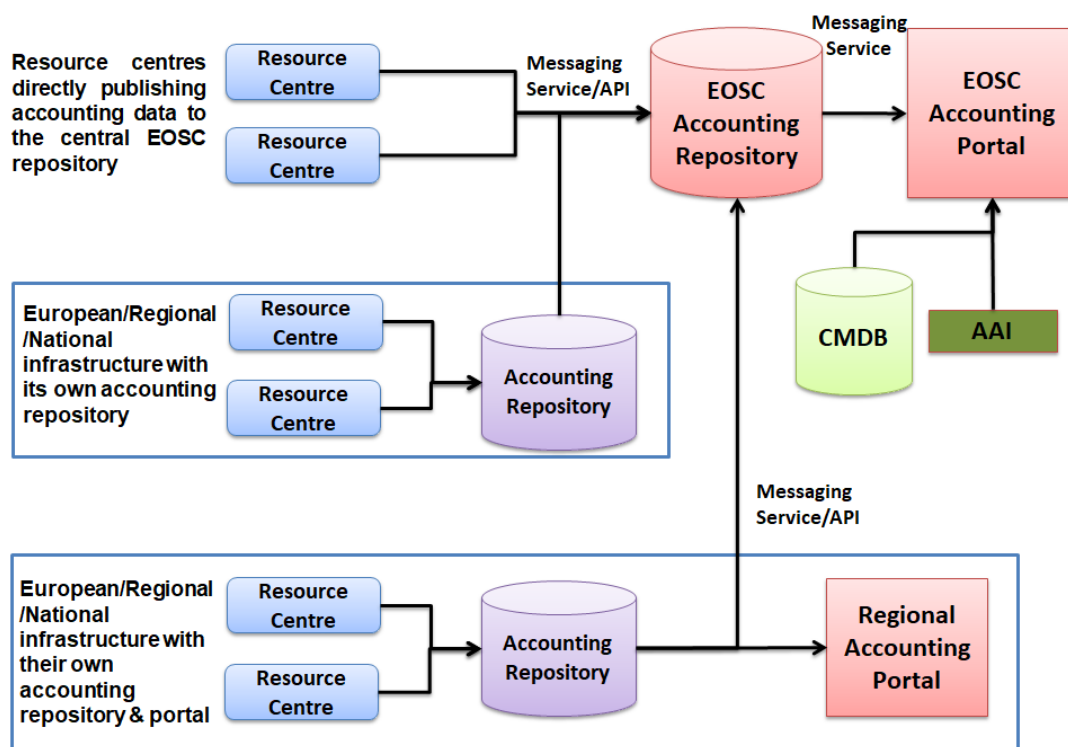 Resource centres
directly publishing
accounting data to
the central EOSC
repository
Resource
Centre
Resource
Centre
Messaging
Service/API
EOSC
Accounting
Repository
Messaging
Service
EOSC
Accounting
Portal
CMDB
AAI
European/Regional
/National
infrastructure with
its own accounting
repository
Resource
Centre
Resource
Centre
Accounting
Repository
Messaging
Service/API
European/Regional
/National
infrastructure with
their own
accounting
repository & portal
Resource
Centre
Resource
Centre
Accounting
Repository
Regional
Accounting
Portal